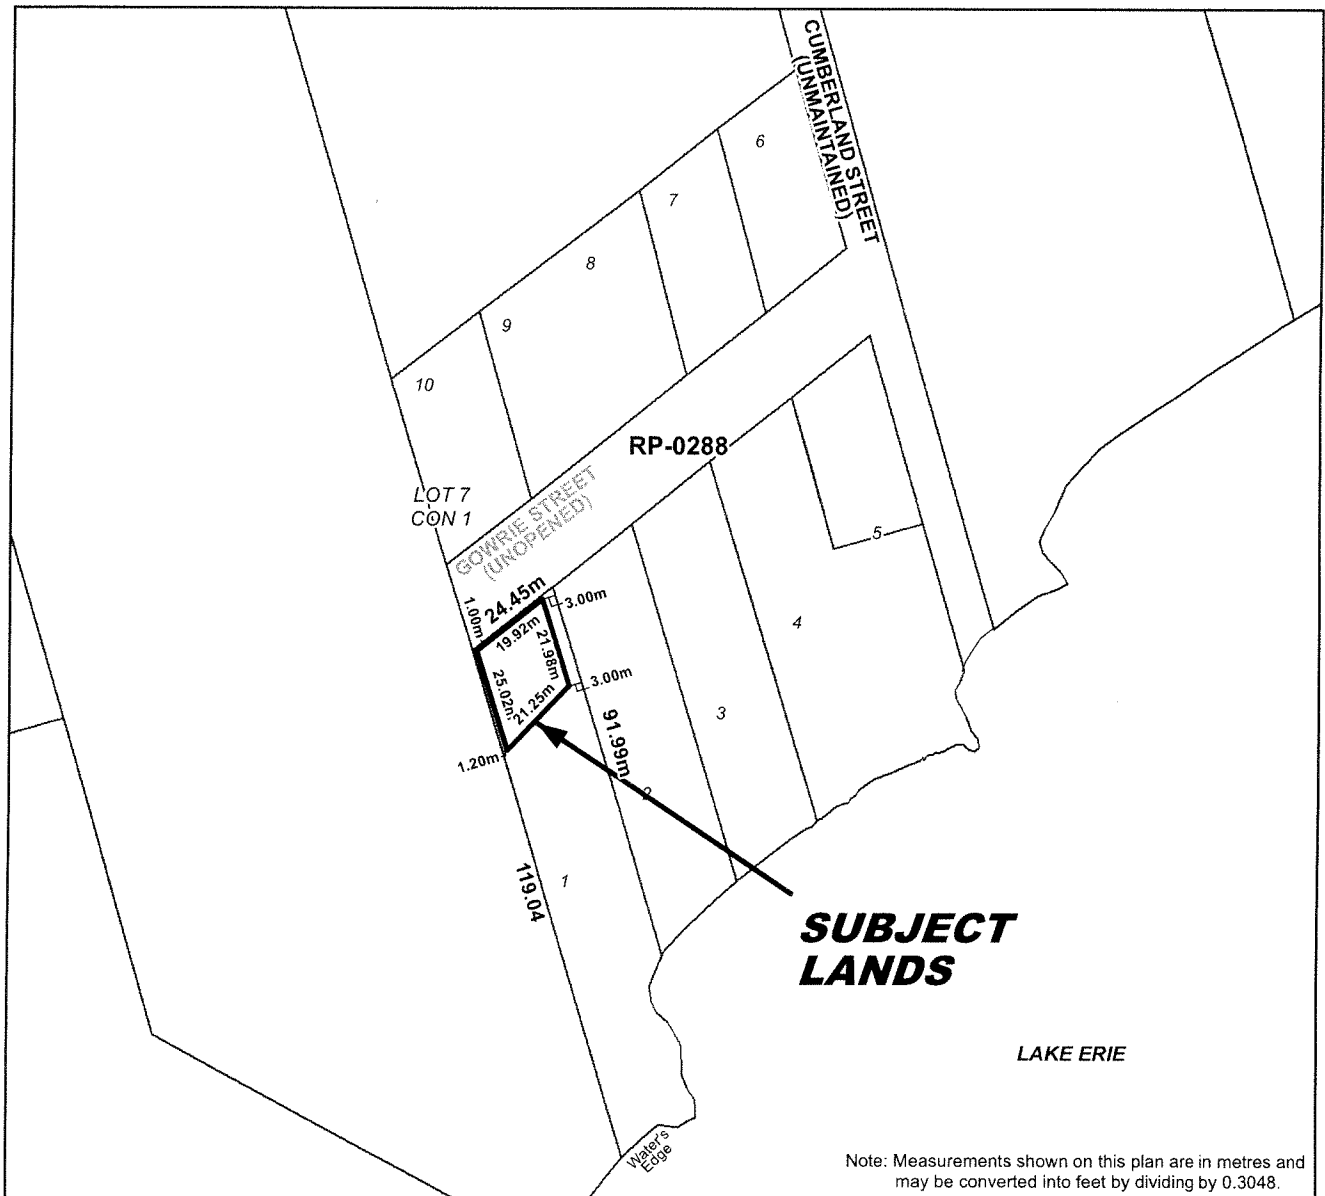 CUMBERLAND STREET
(UNMAINTAINED)
6
7
8
9
10
RP-0288
LOT 7
CON 1
GOWRIE STREET
(UNOPENED)
5
24.45m
1.00m
3.00m
19.92m
21.98m
4
25.02m
21.25m
3.00m
3
91.99m
1.20m
2
119.04
1
SUBJECT
LANDS
LAKE ERIE
Water's
Edge
Note: Measurements shown on this plan are in metres and
may be converted into feet by dividing by 0.3048.